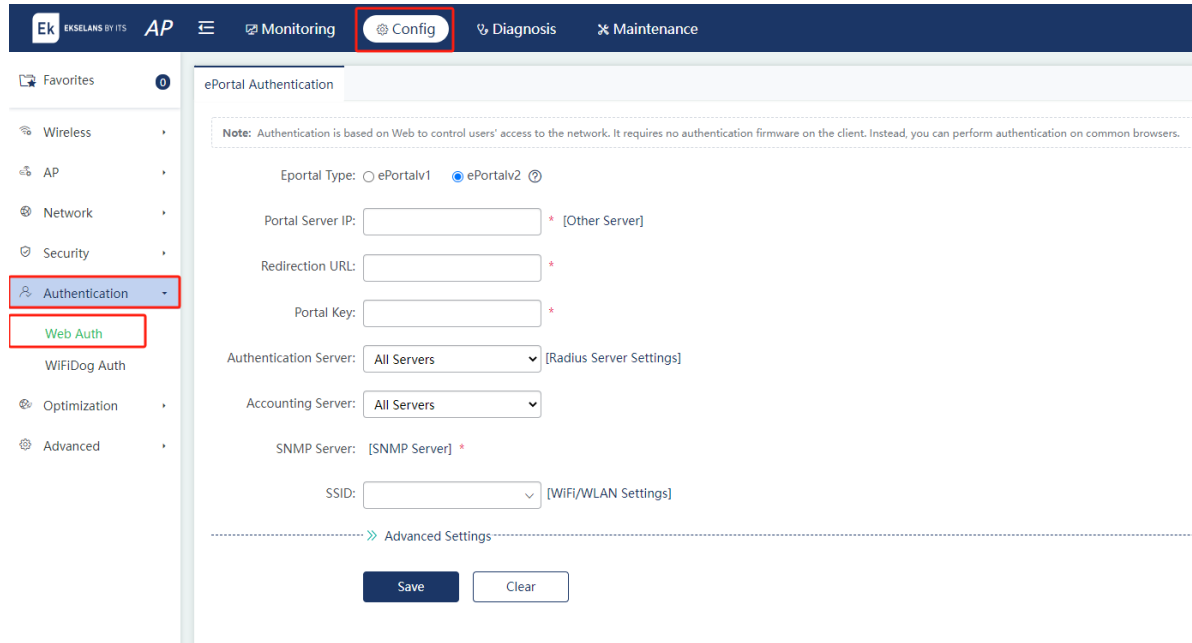 Ek EKSELANS BY ITS AP Monitoring Config Diagnosis Maintenance
Favorites 0
Wireless
AP
Network
Security
Authentication
Web Auth
WiFiDog Auth
Optimization
Advanced
ePortal Authentication
Note: Authentication is based on Web to control users' access to the network. It requires no authentication firmware on the client. Instead, you can perform authentication on common browsers.
Eportal Type: ePortalv1 ePortalv2 ?
Portal Server IP: * [Other Server]
Redirection URL: *
Portal Key: *
Authentication Server: All Servers [Radius Server Settings]
Accounting Server: All Servers
SNMP Server: [SNMP Server] *
SSID: [WiFi/WLAN Settings]
Advanced Settings
Save Clear